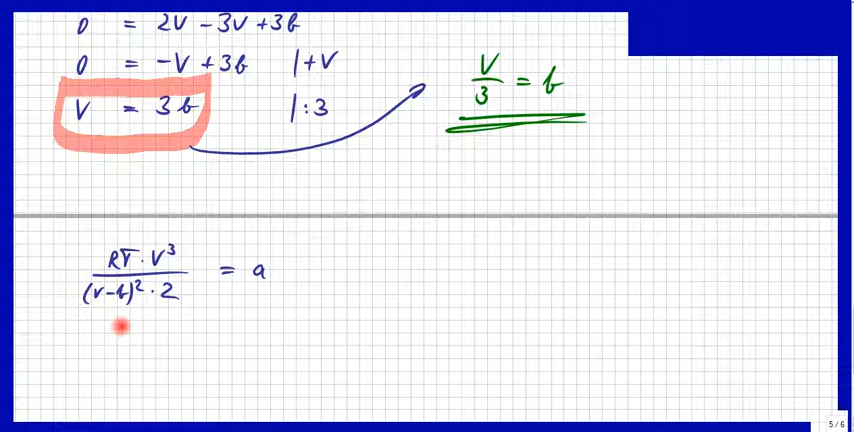 0 = 2V - 3V + 3b
0 = -V + 3b | +V
V = 3b | : 3
V/3 = b
RT · V³ / (V-b)² · 2 = a
5 / 6